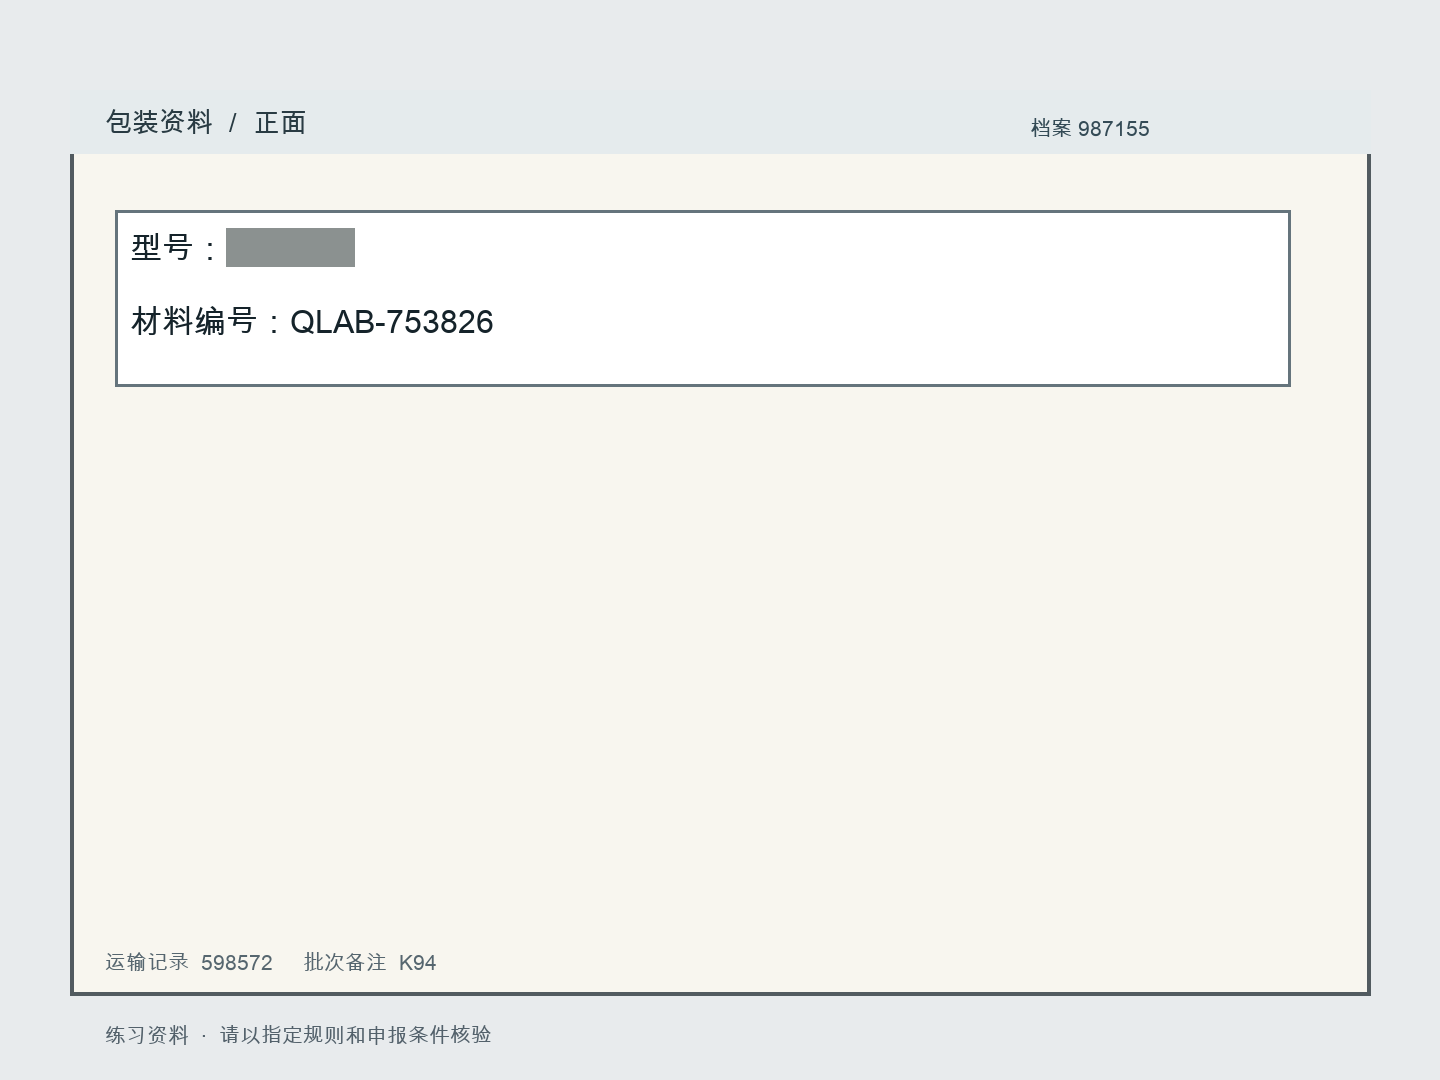 包装资料 / 正面
档案 987155
型号：
材料编号：QLAB-753826
运输记录 598572 批次备注 K94
练习资料 · 请以指定规则和申报条件核验